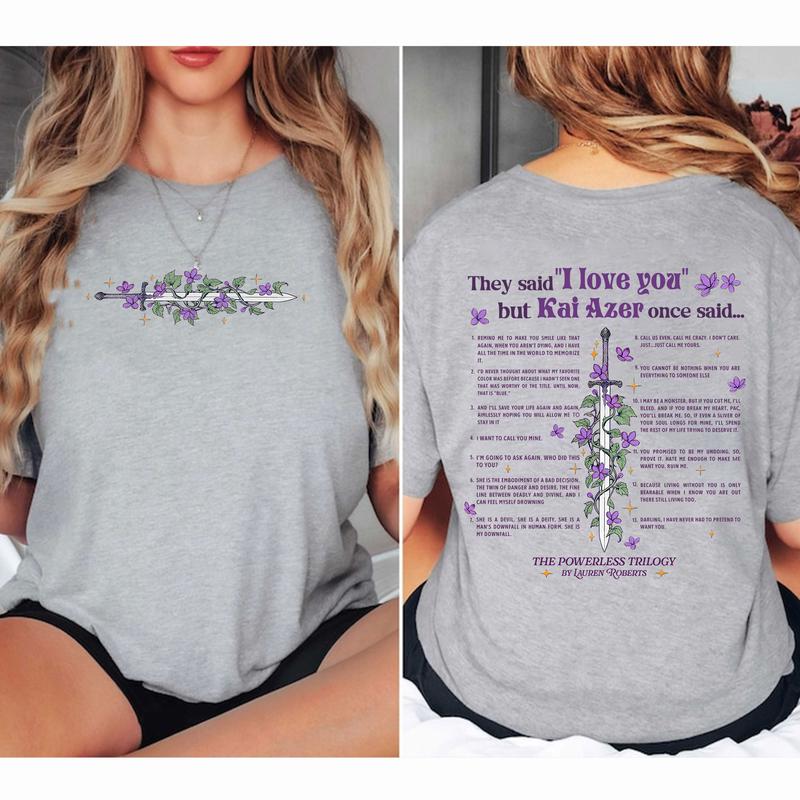 They said "I love you"
but Kai Azer once said...
1. REMIND ME TO MAKE YOU SMILE LIKE THAT
AGAIN, WHEN YOU AREN'T DYING, AND I HAVE
ALL THE TIME IN THE WORLD TO MEMORIZE
IT.
2. I'D NEVER THOUGHT ABOUT WHAT MY FAVORITE
COLOR WAS BEFORE BECAUSE I HADN'T SEEN ONE
THAT WAS WORTHY OF THE TITLE. UNTIL NOW.
THAT IS "BLUE."
3. AND I'LL SAVE YOUR LIFE AGAIN AND AGAIN,
AIMLESSLY HOPING YOU WILL ALLOW ME TO
STAY IN IT
4. I WANT TO CALL YOU MINE.
5. I'M GOING TO ASK AGAIN. WHO DID THIS
TO YOU?
6. SHE IS THE EMBODIMENT OF A BAD DECISION,
THE TWIN OF DANGER AND DESIRE, THE FINE
LINE BETWEEN DEADLY AND DIVINE, AND I
CAN FEEL MYSELF DROWNING
7. SHE IS A DEVIL. SHE IS A DEITY. SHE IS A
MAN'S DOWNFALL IN HUMAN FORM. SHE IS
MY DOWNFALL.
8. CALL US EVEN. CALL ME CRAZY. I DON'T CARE.
JUST...JUST CALL ME YOURS.
9. YOU CANNOT BE NOTHING WHEN YOU ARE
EVERYTHING TO SOMEONE ELSE
10. I MAY BE A MONSTER, BUT IF YOU CUT ME, I'LL
BLEED. AND IF YOU BREAK MY HEART, PAE,
YOU'LL BREAK ME. SO, IF EVEN A SLIVER OF
YOUR SOUL LONGS FOR MINE, I'LL SPEND
THE REST OF MY LIFE TRYING TO DESERVE IT.
11. YOU PROMISED TO BE MY UNDOING. SO,
PROVE IT. HATE ME ENOUGH TO MAKE ME
WANT YOU. RUIN ME.
12. BECAUSE LIVING WITHOUT YOU IS ONLY
BEARABLE WHEN I KNOW YOU ARE OUT
THERE STILL LIVING TOO.
13. DARLING, I HAVE NEVER HAD TO PRETEND TO
WANT YOU.
THE POWERLESS TRILOGY
BY LAUREN ROBERTS